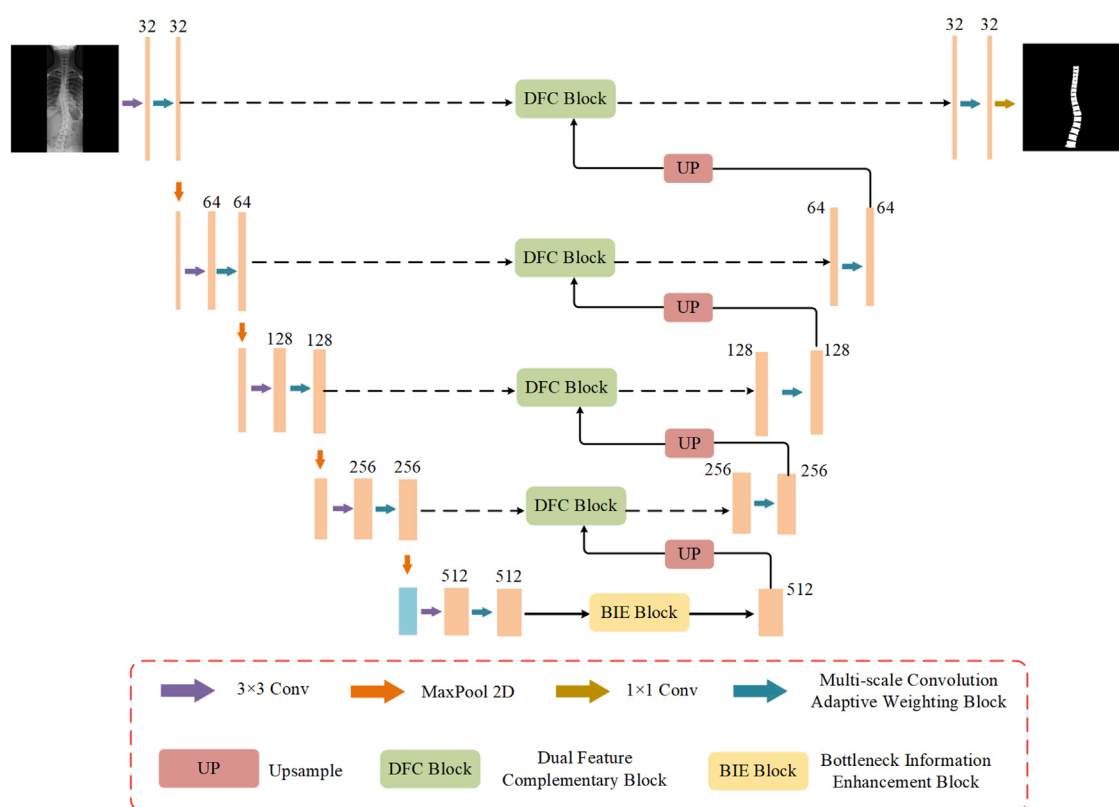 32 32
32 32
DFC Block
UP
64 64
64 64
DFC Block
UP
128 128
128 128
DFC Block
UP
256 256
256 256
DFC Block
UP
512 512
512
BIE Block
3×3 Conv
MaxPool 2D
1×1 Conv
Multi-scale Convolution
Adaptive Weighting Block
UP
Upsample
DFC Block
Dual Feature
Complementary Block
BIE Block
Bottleneck Information
Enhancement Block